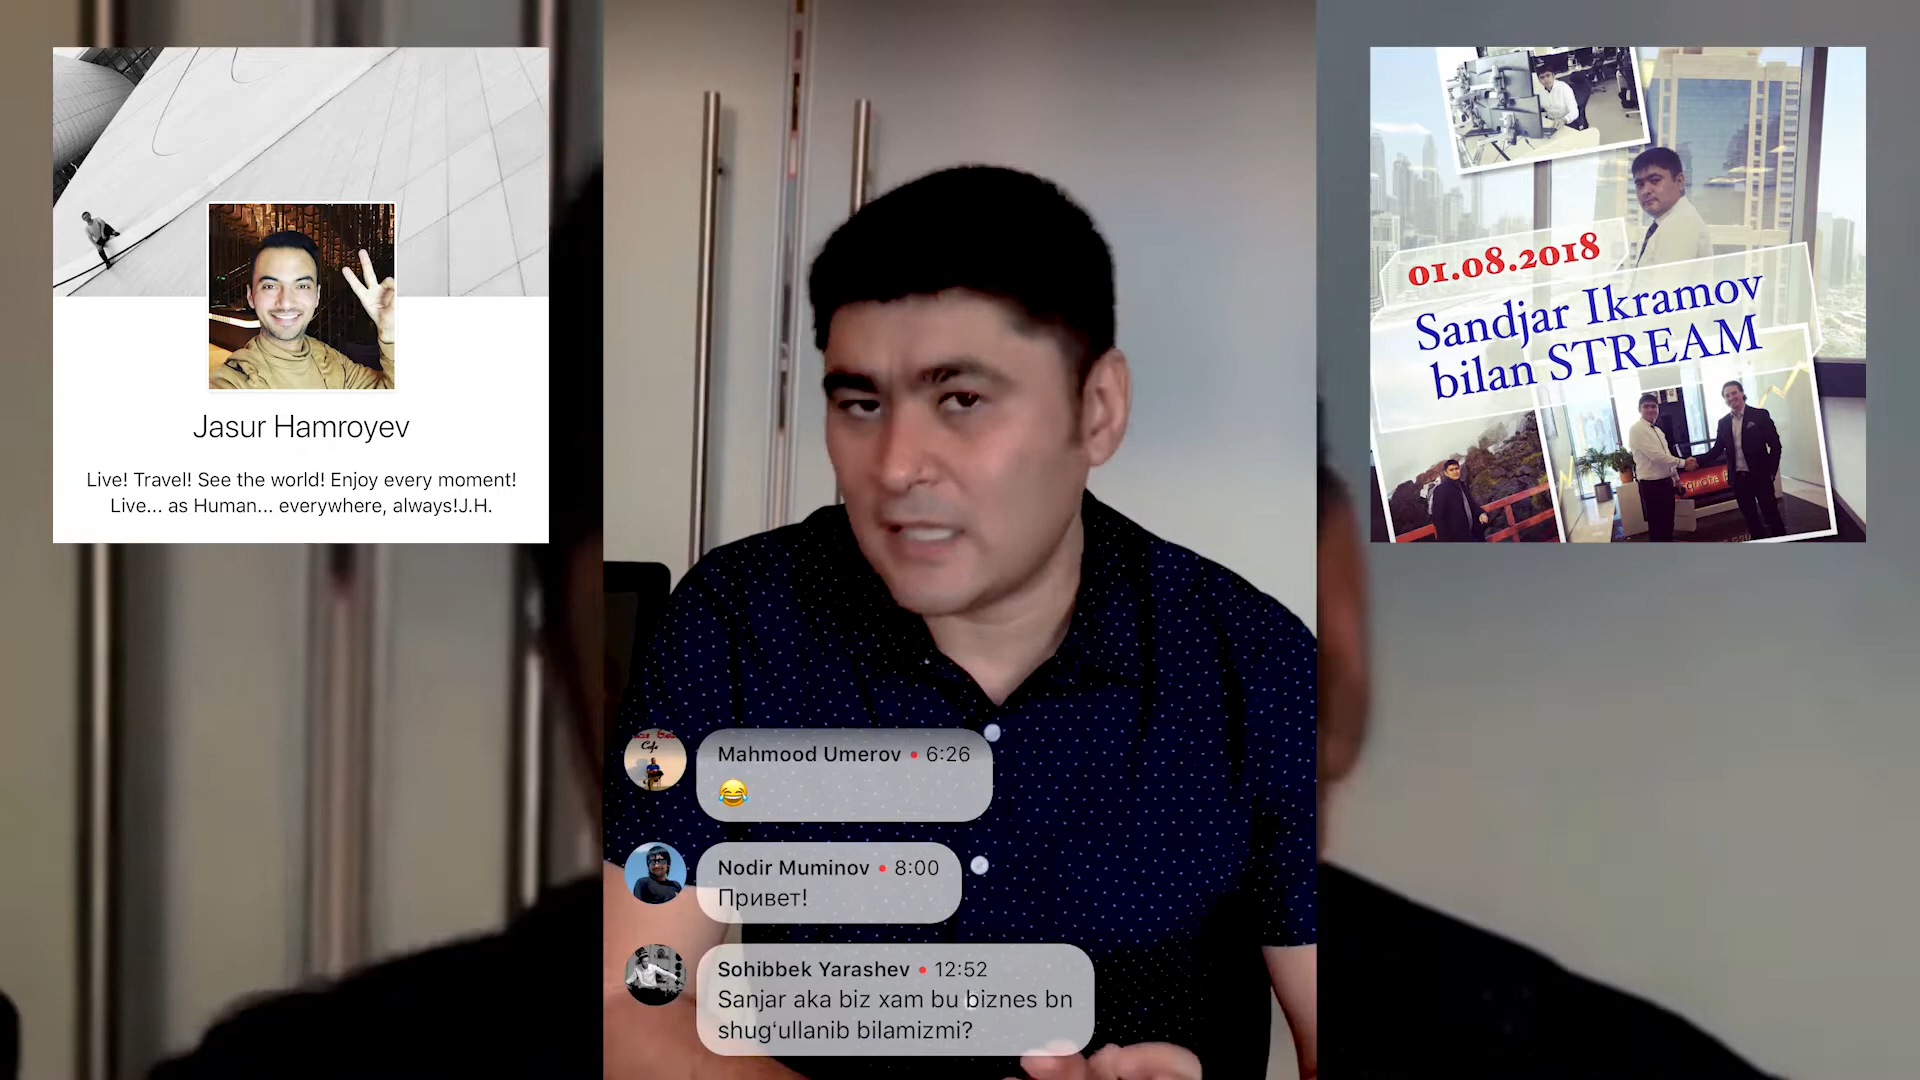 Jasur Hamroyev
Live! Travel! See the world! Enjoy every moment!
Live... as Human... everywhere, always!J.H.
01.08.2018
Sandjar Ikramov
bilan STREAM
Mahmood Umerov • 6:26
😂
Nodir Muminov • 8:00
Привет!
Sohibbek Yarashev • 12:52
Sanjar aka biz xam bu biznes bn
shug‘ullanib bilamizmi?